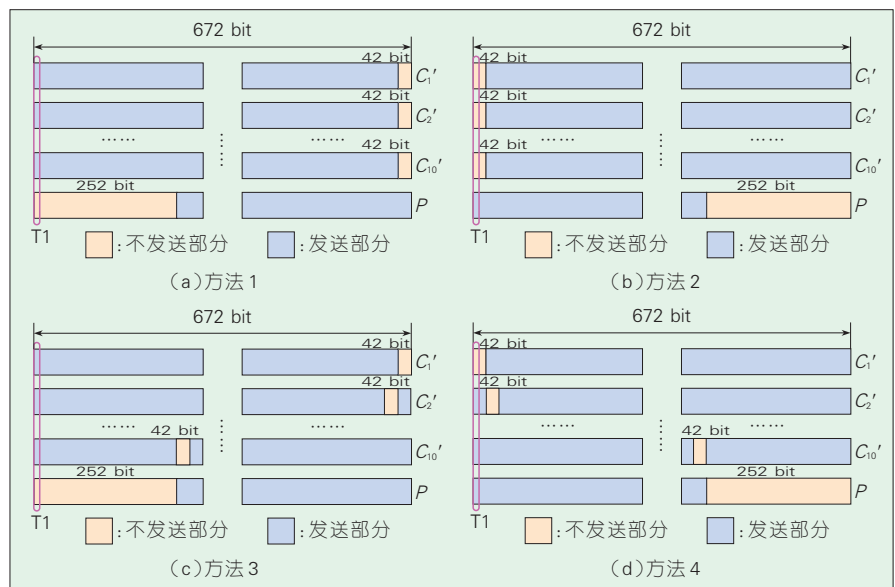 672 bit
42 bit
C₁′
42 bit
C₂′
…… …… ……
42 bit
C₁₀′
252 bit
P
T1
:不发送部分 :发送部分
(a)方法1
672 bit
42 bit
C₁′
42 bit
C₂′
…… …… ……
42 bit
C₁₀′
252 bit
P
T1
:不发送部分 :发送部分
(b)方法2
672 bit
42 bit
C₁′
42 bit
C₂′
…… …… ……
42 bit
C₁₀′
252 bit
P
T1
:不发送部分 :发送部分
(c)方法3
672 bit
42 bit
C₁′
42 bit
C₂′
…… …… ……
42 bit
C₁₀′
252 bit
P
T1
:不发送部分 :发送部分
(d)方法4